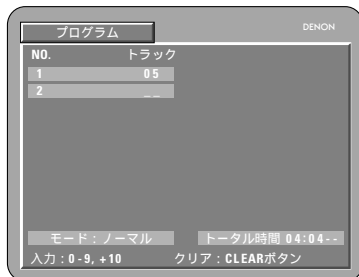 プログラム DENON
NO. トラック
1 05
2 _ _
モード：ノーマル トータル時間 04:04--
入力：0-9, +10 クリア：CLEARボタン